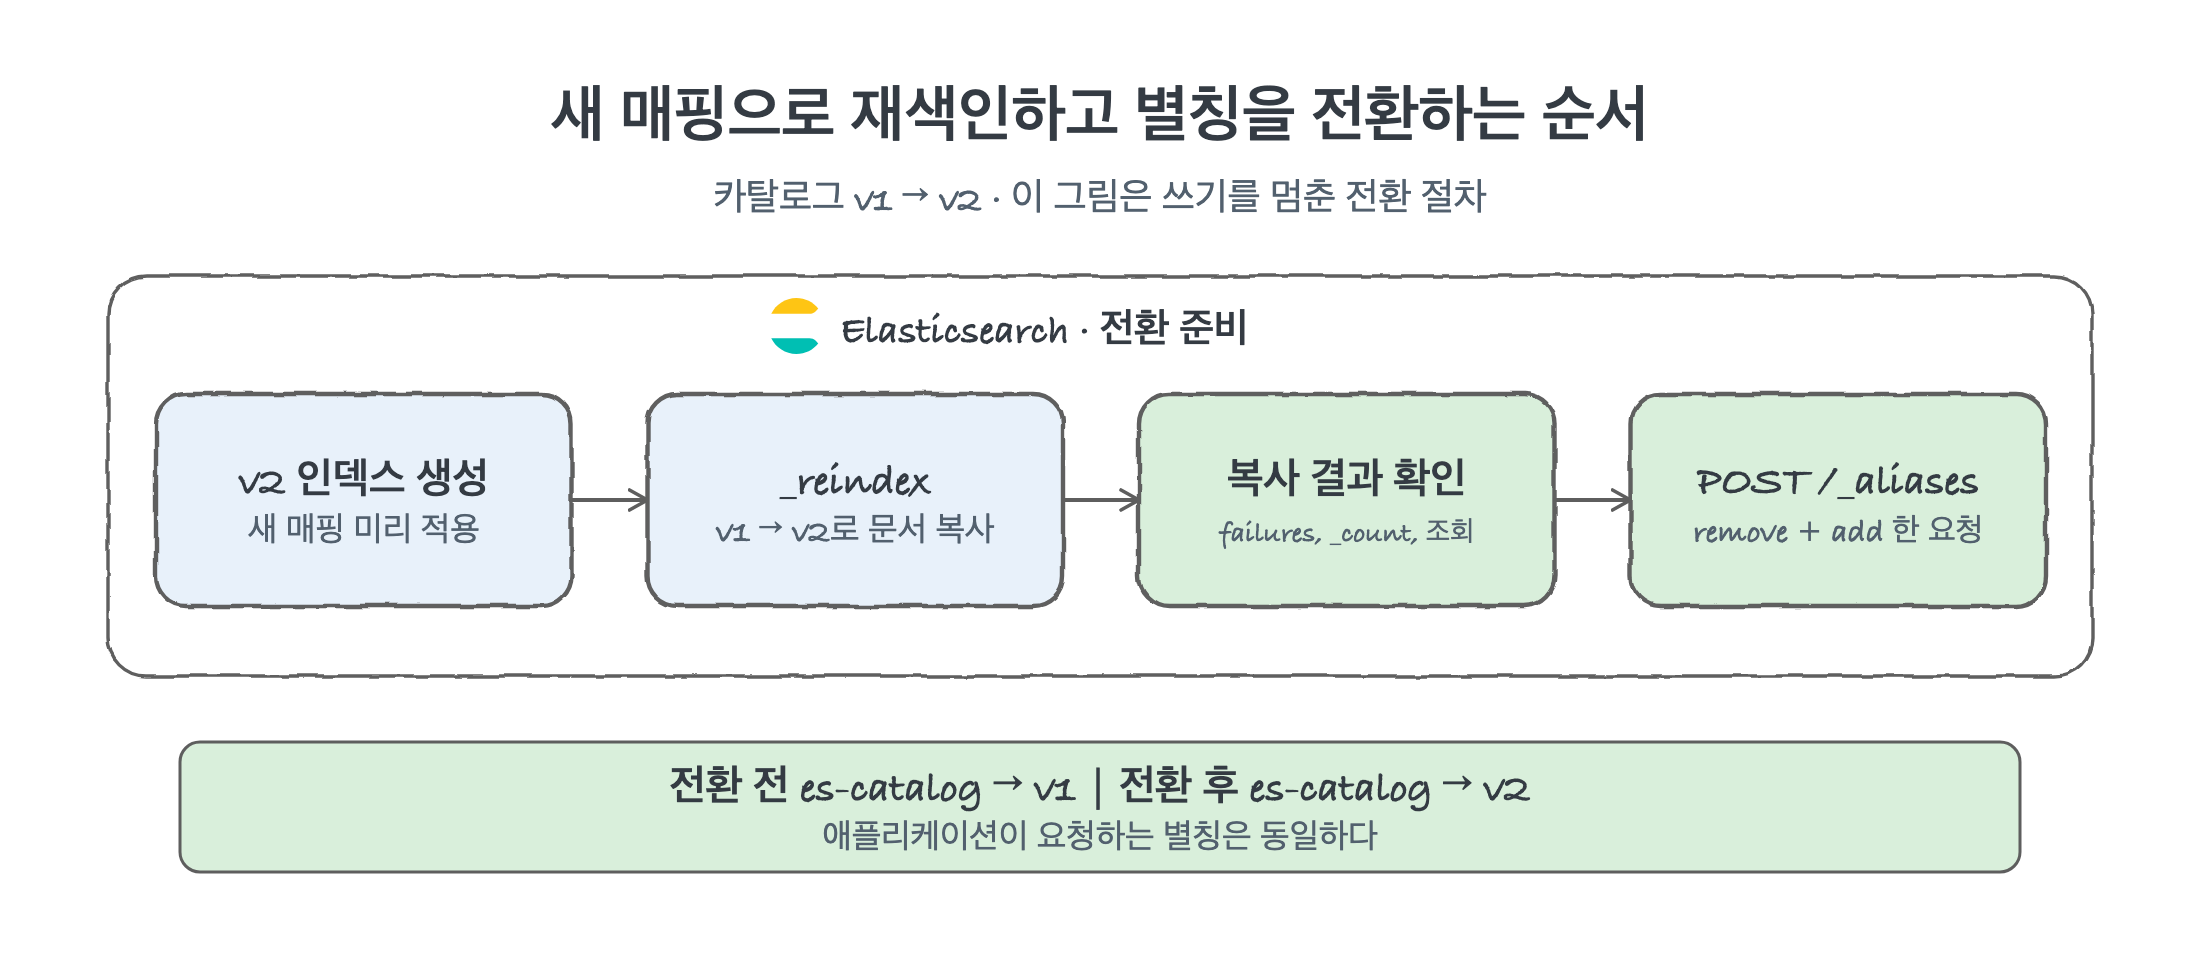 새 매핑으로 재색인하고 별칭을 전환하는 순서
카탈로그 v1 → v2 · 이 그림은 쓰기를 멈춘 전환 절차
Elasticsearch · 전환 준비
v2 인덱스 생성
새 매핑 미리 적용
_reindex
v1 → v2로 문서 복사
복사 결과 확인
failures, _count, 조회
POST /_aliases
remove + add 한 요청
전환 전 es-catalog → v1 | 전환 후 es-catalog → v2
애플리케이션이 요청하는 별칭은 동일하다